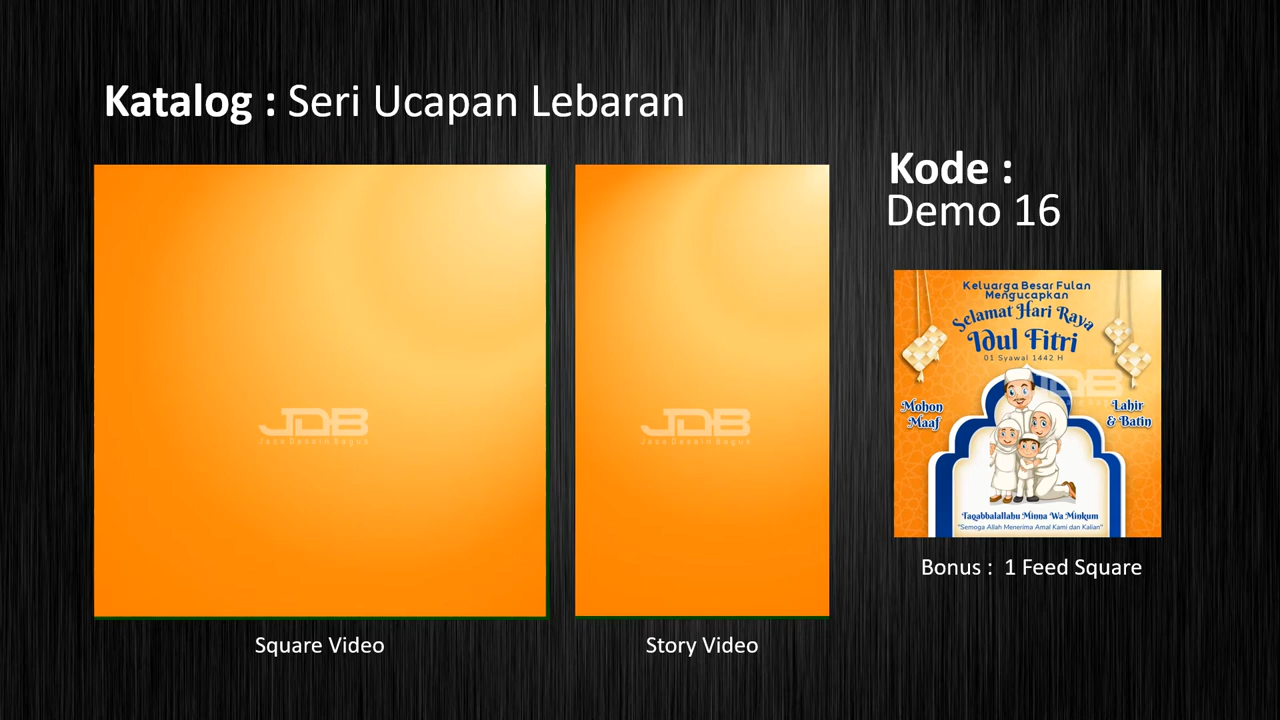 Katalog : Seri Ucapan Lebaran
Kode :
Demo 16
JDB
Jasa Desain Bagus
JDB
Jasa Desain Bagus
Keluarga Besar Fulan
Mengucapkan
Selamat Hari Raya
Idul Fitri
01 Syawal 1442 H
JDB
Mohon
Maaf
Lahir
& Batin
Taqabbalallahu Minna Wa Minkum
"Semoga Allah Menerima Amal Kami dan Kalian"
Bonus : 1 Feed Square
Square Video
Story Video